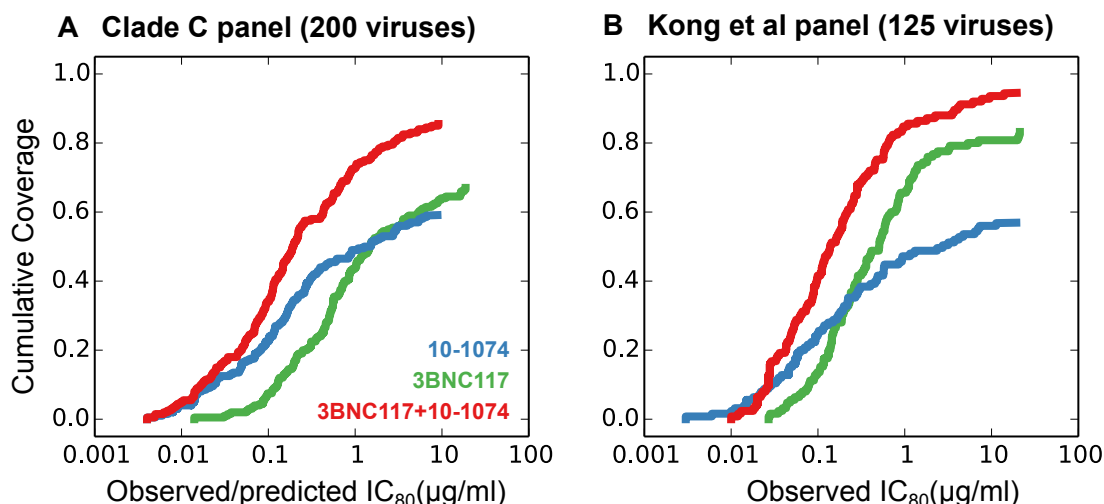 A Clade C panel (200 viruses)
B Kong et al panel (125 viruses)
Cumulative Coverage
1.0
0.8
0.6
0.4
0.2
0.0
10-1074
3BNC117
3BNC117+10-1074
0.001 0.01 0.1 1 10 100
Observed/predicted IC80(μg/ml)
1.0
0.8
0.6
0.4
0.2
0.0
0.001 0.01 0.1 1 10 100
Observed IC80(μg/ml)